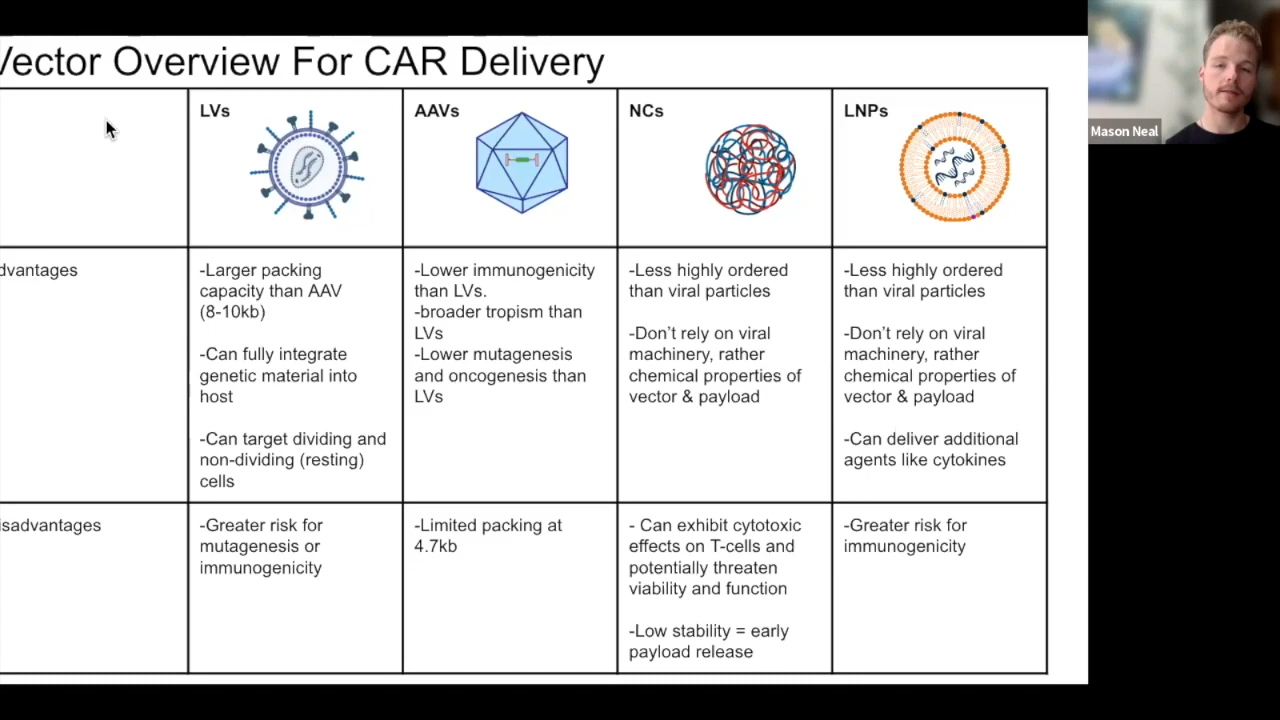 Vector Overview For CAR Delivery
Mason Neal
LVs
AAVs
NCs
LNPs
dvantages
-Larger packing
capacity than AAV
(8-10kb)
-Can fully integrate
genetic material into
host
-Can target dividing and
non-dividing (resting)
cells
-Lower immunogenicity
than LVs.
-broader tropism than
LVs
-Lower mutagenesis
and oncogenesis than
LVs
-Less highly ordered
than viral particles
-Don’t rely on viral
machinery, rather
chemical properties of
vector & payload
-Less highly ordered
than viral particles
-Don’t rely on viral
machinery, rather
chemical properties of
vector & payload
-Can deliver additional
agents like cytokines
isadvantages
-Greater risk for
mutagenesis or
immunogenicity
-Limited packing at
4.7kb
- Can exhibit cytotoxic
effects on T-cells and
potentially threaten
viability and function
-Low stability = early
payload release
-Greater risk for
immunogenicity